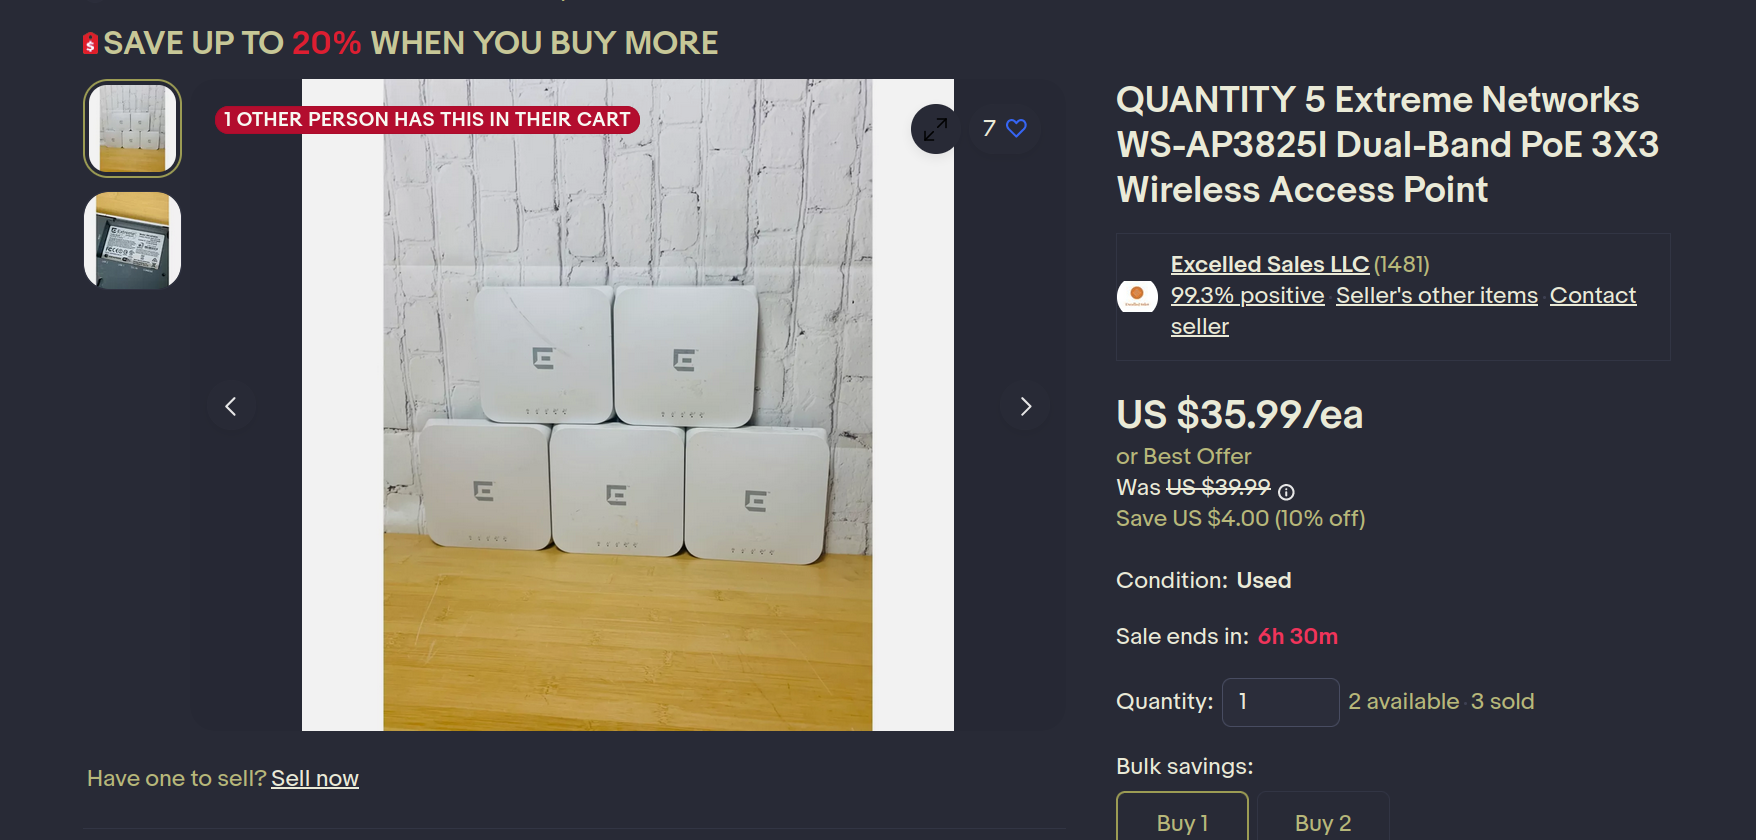 SAVE UP TO 20% WHEN YOU BUY MORE
1 OTHER PERSON HAS THIS IN THEIR CART
7
QUANTITY 5 Extreme Networks
WS-AP3825I Dual-Band PoE 3X3
Wireless Access Point
Excelled Sales LLC (1481)
99.3% positive · Seller's other items · Contact
seller
US $35.99/ea
or Best Offer
Was US $39.99
Save US $4.00 (10% off)
Condition: Used
Sale ends in: 6h 30m
Quantity: 1 2 available · 3 sold
Bulk savings:
Buy 1 Buy 2
Have one to sell? Sell now